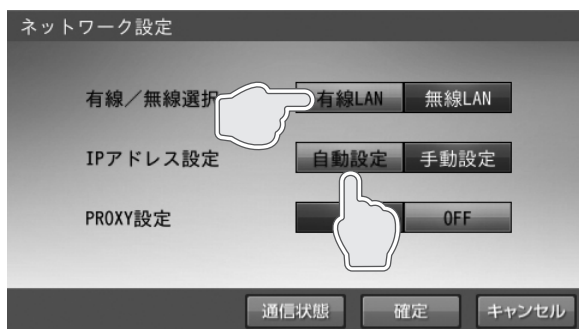 ネットワーク設定
有線／無線選択 有線LAN 無線LAN
IPアドレス設定 自動設定 手動設定
PROXY設定 OFF
通信状態 確定 キャンセル